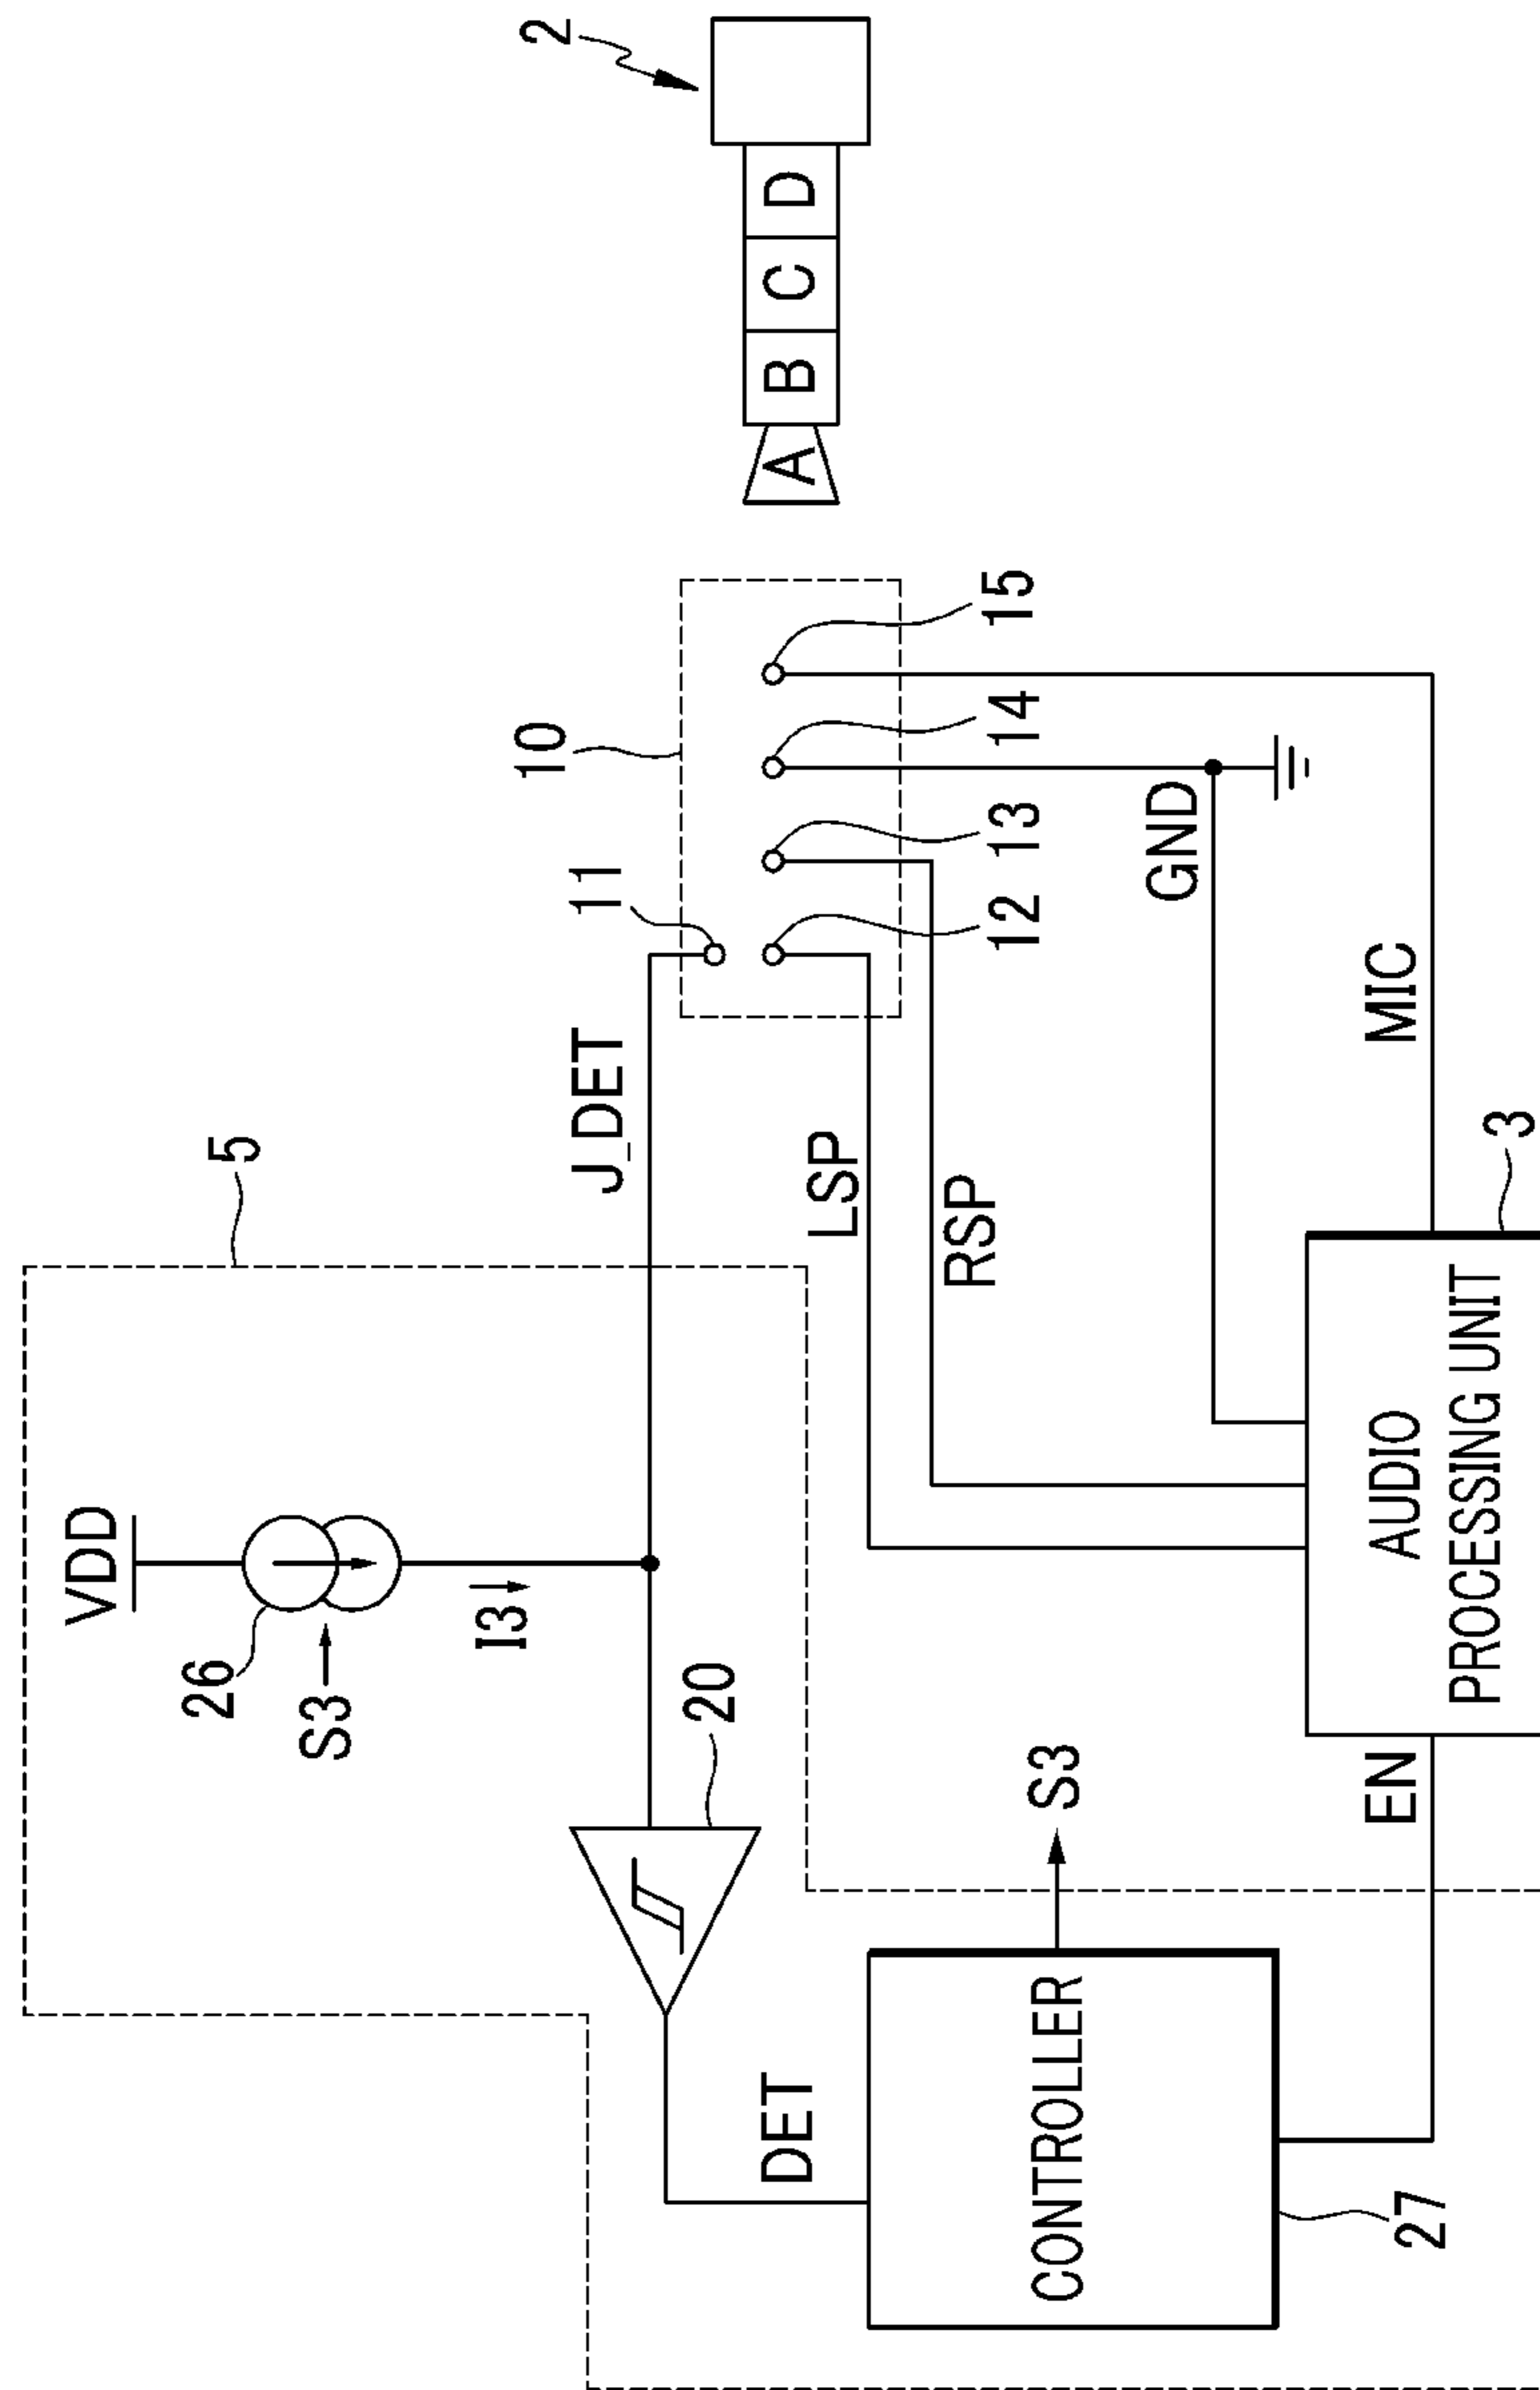 2
D
C
B
A
10
11
15
14
13
12
5
J_DET
LSP
RSP
GND
MIC
3
VDD
26
S3
I3
20
AUDIO
PROCESSING UNIT
S3
EN
DET
CONTROLLER
27